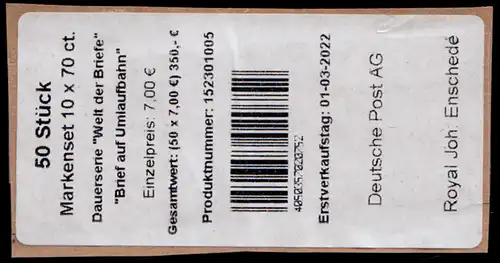 50 Stück
Markenset 10 x 70 ct.
Dauerserie "Welt der Briefe"
"Brief auf Umlaufbahn"
Einzelpreis: 7,00 €
Gesamtwert: (50 x 7,00 €) 350,- €
Produktnummer: 152301005
Erstverkaufstag: 01-03-2022
Deutsche Post AG
Royal Joh. Enschedé